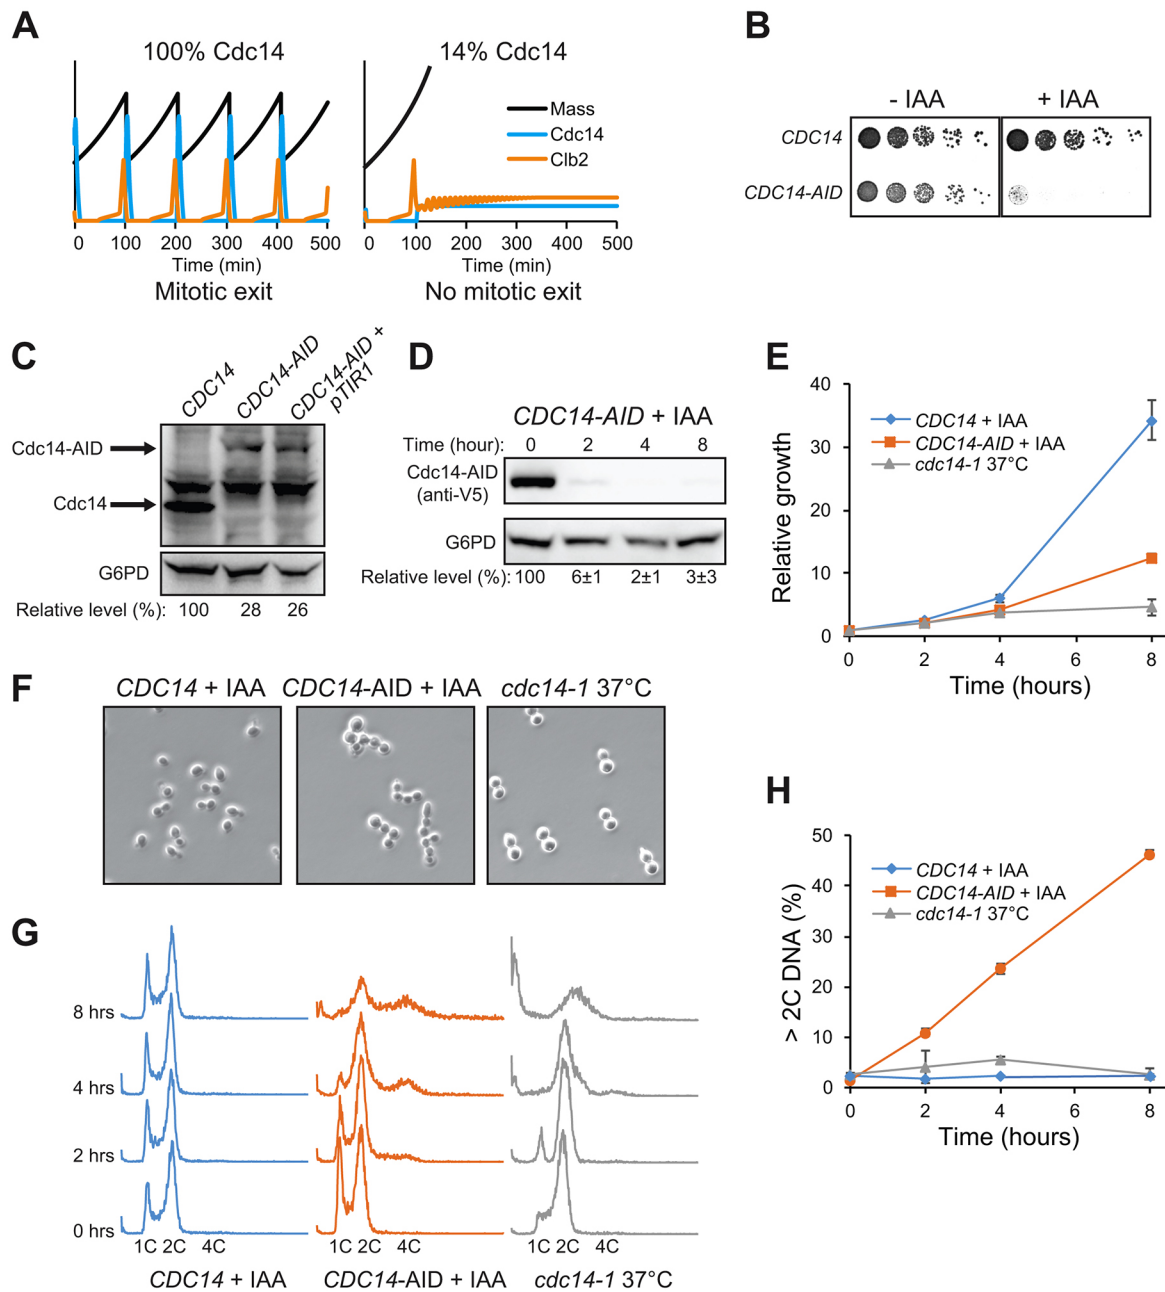 A
100% Cdc14
14% Cdc14
Mass
Cdc14
Clb2
0 100 200 300 400 500
0 100 200 300 400 500
Time (min)
Time (min)
Mitotic exit
No mitotic exit
B
- IAA
+ IAA
CDC14
CDC14-AID
C
CDC14
CDC14-AID
CDC14-AID +
pTIR1
Cdc14-AID
Cdc14
G6PD
Relative level (%): 100 28 26
D
CDC14-AID + IAA
Time (hour): 0 2 4 8
Cdc14-AID
(anti-V5)
G6PD
Relative level (%): 100 6±1 2±1 3±3
E
40
30
20
10
0
Relative growth
CDC14 + IAA
CDC14-AID + IAA
cdc14-1 37°C
0 2 4 6 8
Time (hours)
F
CDC14 + IAA
CDC14-AID + IAA
cdc14-1 37°C
G
8 hrs
4 hrs
2 hrs
0 hrs
1C 2C 4C
1C 2C 4C
1C 2C 4C
CDC14 + IAA
CDC14-AID + IAA
cdc14-1 37°C
H
50
40
30
20
10
0
> 2C DNA (%)
CDC14 + IAA
CDC14-AID + IAA
cdc14-1 37°C
0 2 4 6 8
Time (hours)